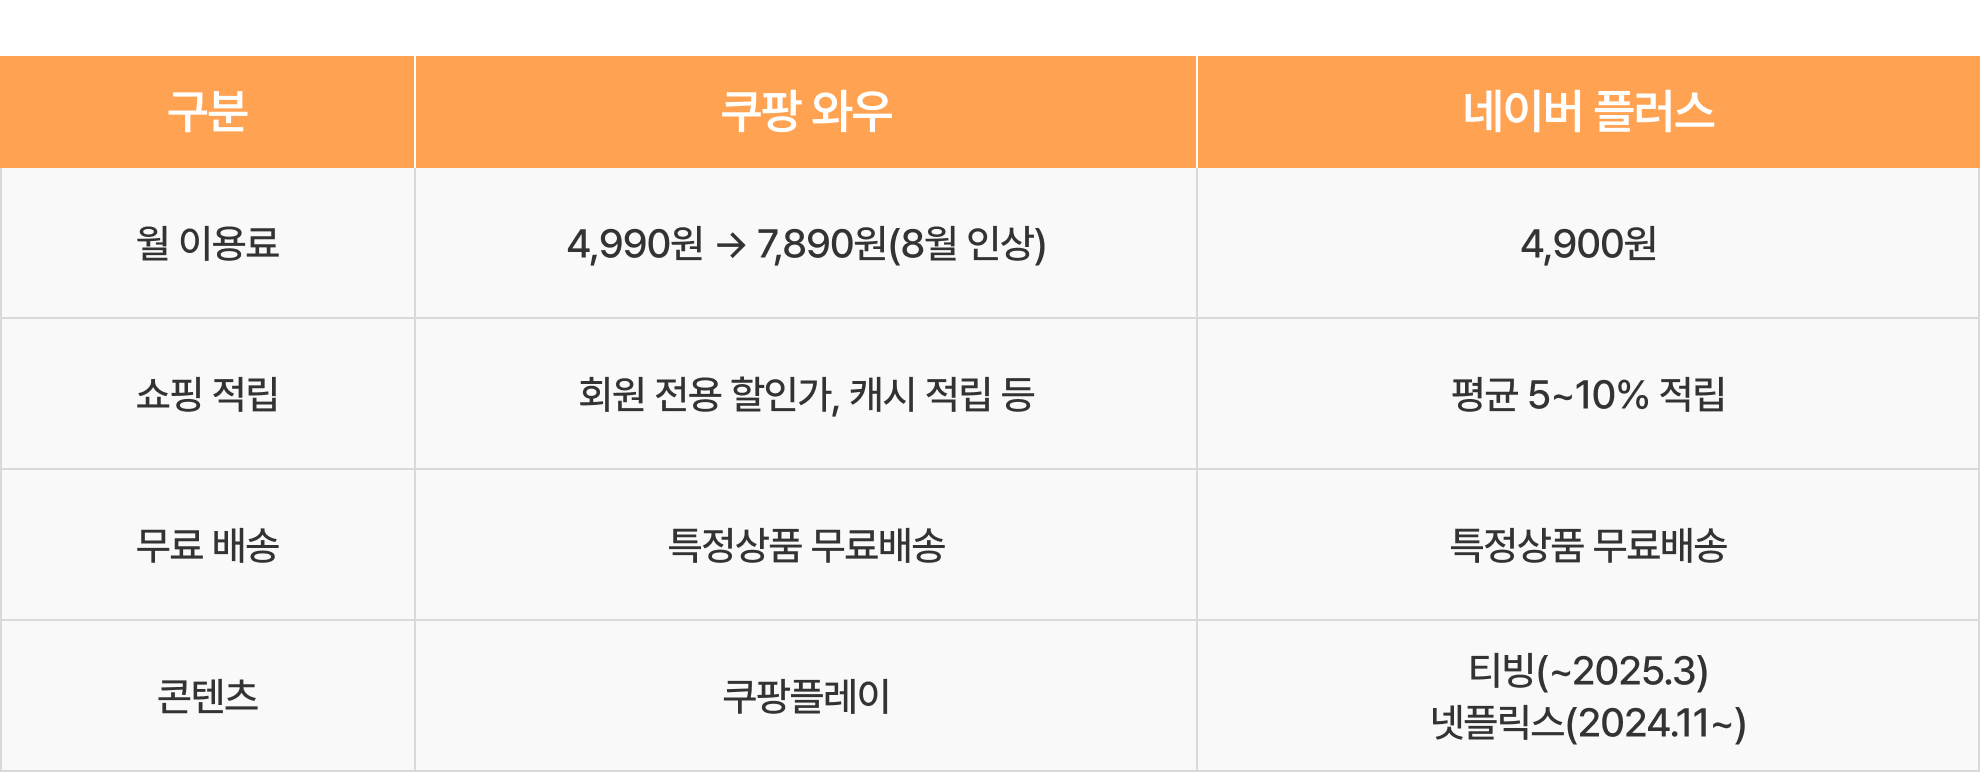 구분 쿠팡 와우 네이버 플러스
월 이용료 4,990원 → 7,890원(8월 인상) 4,900원
쇼핑 적립 회원 전용 할인가, 캐시 적립 등 평균 5~10% 적립
무료 배송 특정상품 무료배송 특정상품 무료배송
콘텐츠 쿠팡플레이 티빙(~2025.3)
넷플릭스(2024.11~)